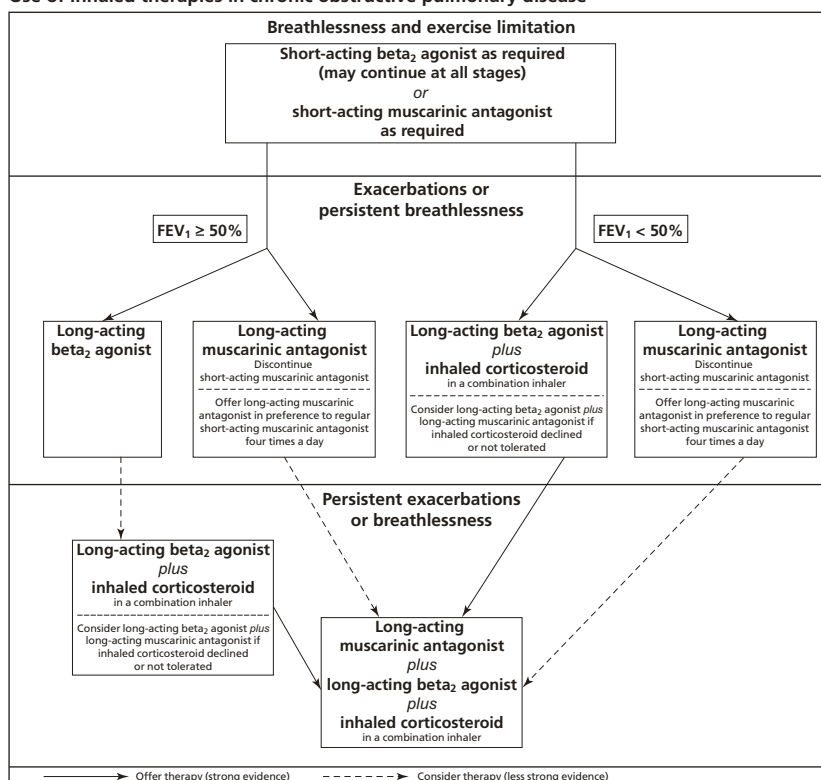 Use of inhaled therapies in chronic obstructive pulmonary disease
Breathlessness and exercise limitation
Short-acting beta₂ agonist as required
(may continue at all stages)
or
short-acting muscarinic antagonist
as required
Exacerbations or
persistent breathlessness
FEV₁ ≥ 50%
FEV₁ < 50%
Long-acting
beta₂ agonist
Long-acting
muscarinic antagonist
Discontinue
short-acting muscarinic antagonist
Offer long-acting muscarinic
antagonist in preference to regular
short-acting muscarinic antagonist
four times a day
Long-acting beta₂ agonist
plus
inhaled corticosteroid
in a combination inhaler
Consider long-acting beta₂ agonist plus
long-acting muscarinic antagonist if
inhaled corticosteroid declined
or not tolerated
Long-acting
muscarinic antagonist
Discontinue
short-acting muscarinic antagonist
Offer long-acting muscarinic
antagonist in preference to regular
short-acting muscarinic antagonist
four times a day
Persistent exacerbations
or breathlessness
Long-acting beta₂ agonist
plus
inhaled corticosteroid
in a combination inhaler
Consider long-acting beta₂ agonist plus
long-acting muscarinic antagonist if
inhaled corticosteroid declined
or not tolerated
Long-acting
muscarinic antagonist
plus
long-acting beta₂ agonist
plus
inhaled corticosteroid
in a combination inhaler
Offer therapy (strong evidence)
Consider therapy (less strong evidence)